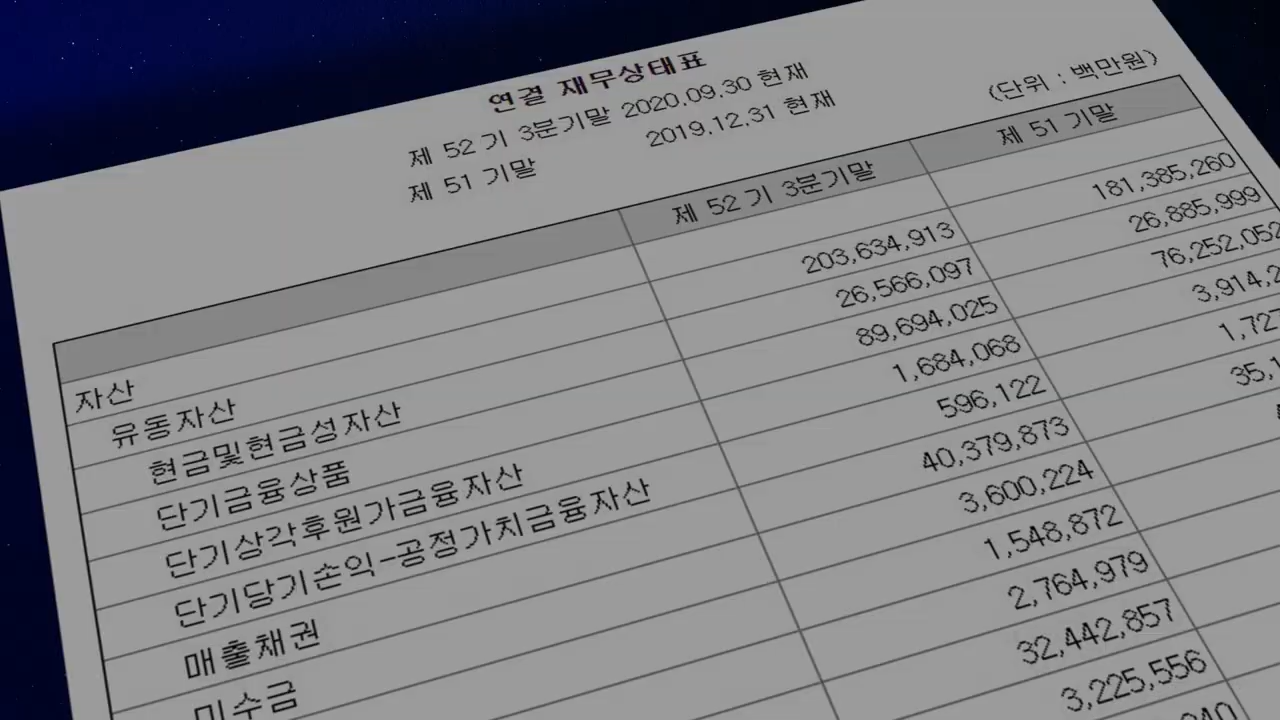 연결 재무상태표
제 52 기 3분기말 2020.09.30 현재
제 51 기말 2019.12.31 현재
(단위 : 백만원)
제 52 기 3분기말 제 51 기말
자산
유동자산 203,634,913 181,385,260
현금및현금성자산 26,566,097 26,885,999
단기금융상품 89,694,025 76,252,052
단기상각후원가금융자산 1,684,068
단기당기손익-공정가치금융자산 596,122
매출채권 40,379,873
미수금 3,600,224
1,548,872
2,764,979
32,442,857
3,225,556